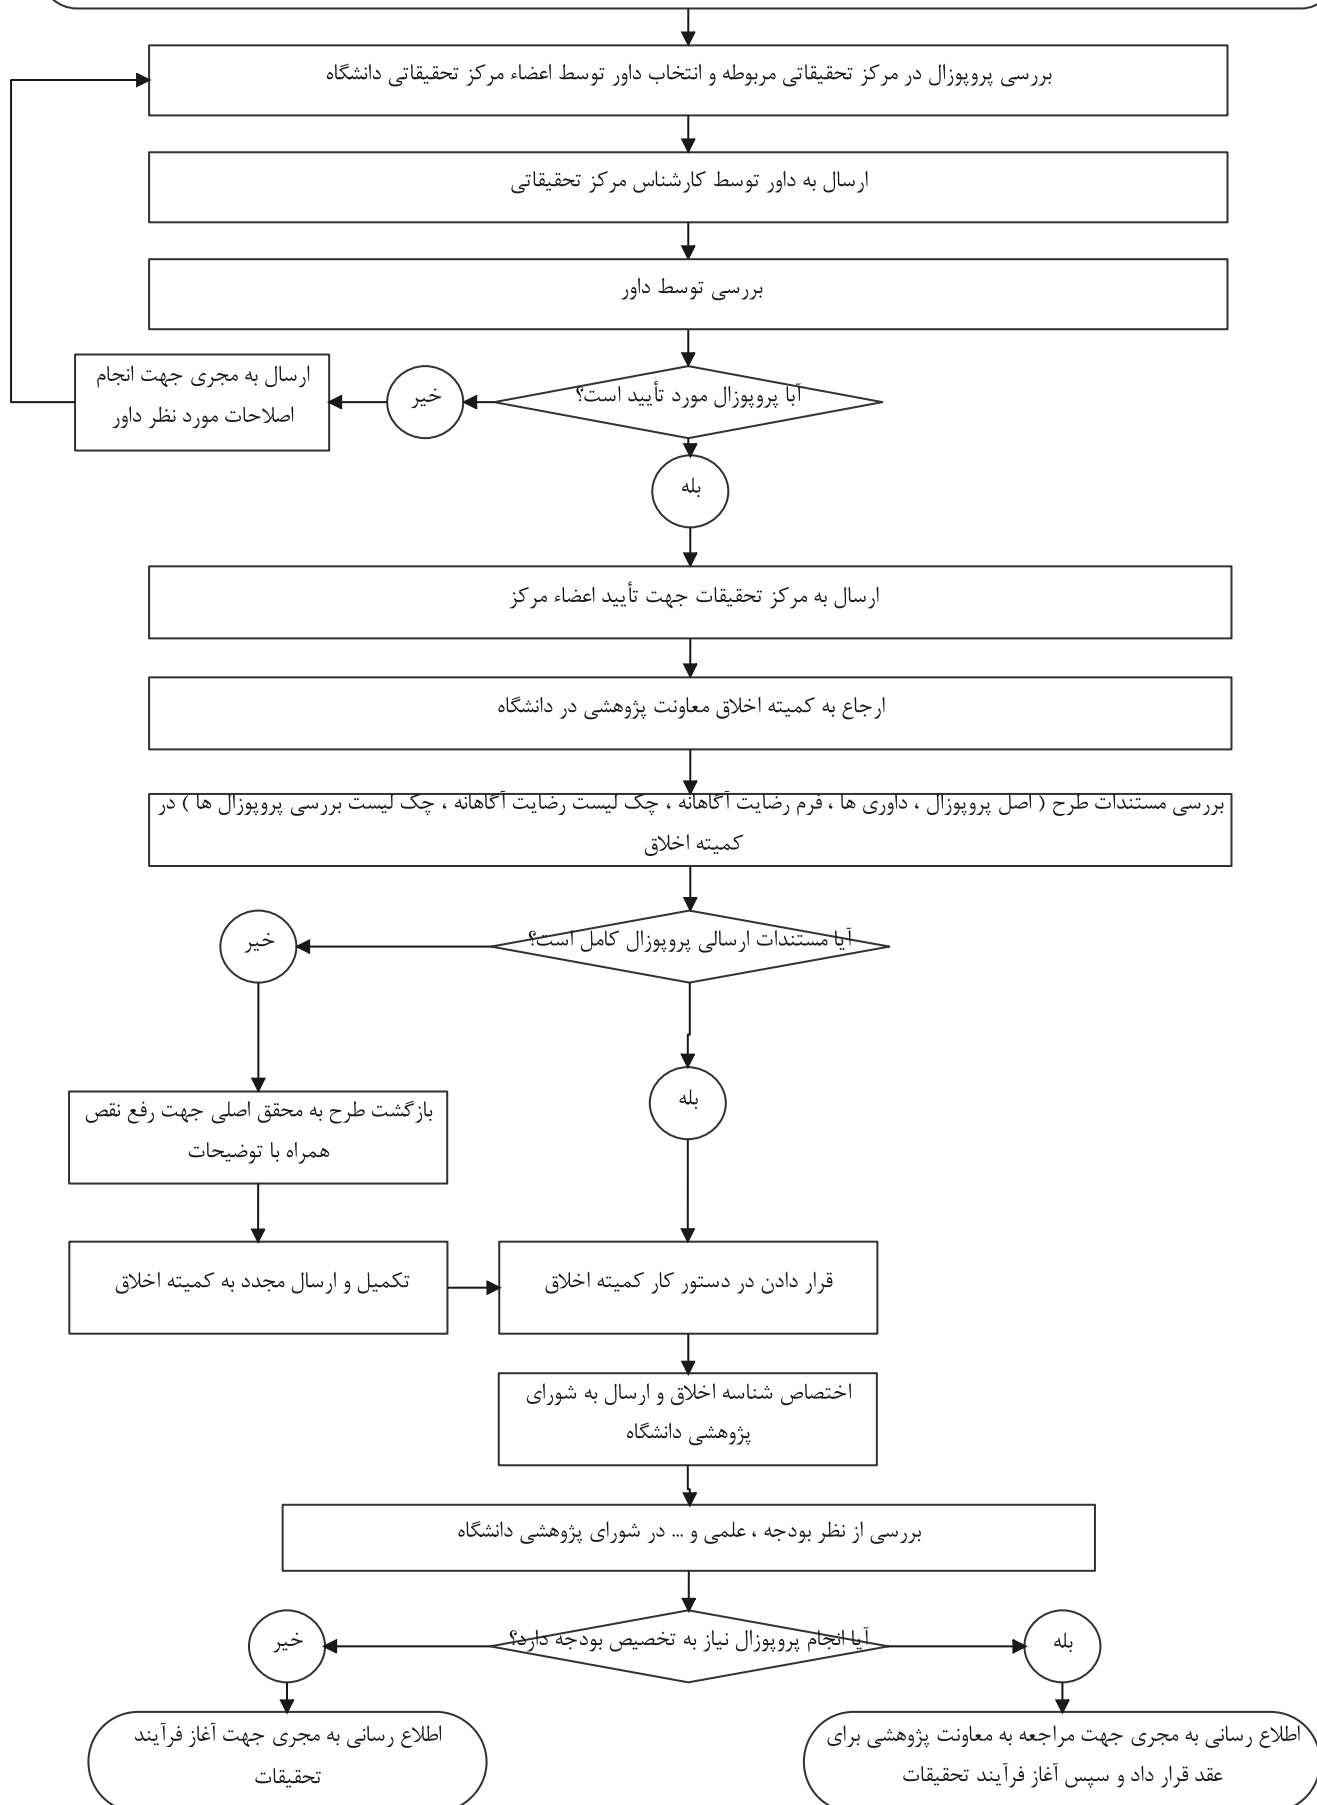 بررسی پروپوزال در مرکز تحقیقاتی مربوطه و انتخاب داور توسط اعضاء مرکز تحقیقاتی دانشگاه
ارسال به داور توسط کارشناس مرکز تحقیقاتی
بررسی توسط داور
آبا پروپوزال مورد تأیید است؟
خیر
ارسال به مجری جهت انجام
اصلاحات مورد نظر داور
بله
ارسال به مرکز تحقیقات جهت تأیید اعضاء مرکز
ارجاع به کمیته اخلاق معاونت پژوهشی در دانشگاه
بررسی مستندات طرح ( اصل پروپوزال ، داوری ها ، فرم رضایت آگاهانه ، چک لیست رضایت آگاهانه ، چک لیست بررسی پروپوزال ها ) در
کمیته اخلاق
آیا مستندات ارسالی پروپوزال کامل است؟
خیر
بله
بازگشت طرح به محقق اصلی جهت رفع نقص
همراه با توضیحات
تکمیل و ارسال مجدد به کمیته اخلاق
قرار دادن در دستور کار کمیته اخلاق
اختصاص شناسه اخلاق و ارسال به شورای
پژوهشی دانشگاه
بررسی از نظر بودجه ، علمی و ... در شورای پژوهشی دانشگاه
آیا انجام پروپوزال نیاز به تخصیص بودجه دارد؟
بله
خیر
اطلاع رسانی به مجری جهت مراجعه به معاونت پژوهشی برای
عقد قرار داد و سپس آغاز فرآیند تحقیقات
اطلاع رسانی به مجری جهت آغاز فرآیند
تحقیقات